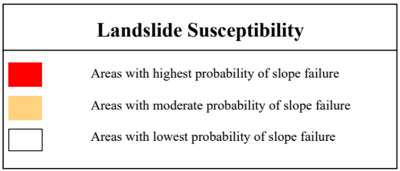 Landslide Susceptibility
Areas with highest probability of slope failure
Areas with moderate probability of slope failure
Areas with lowest probability of slope failure